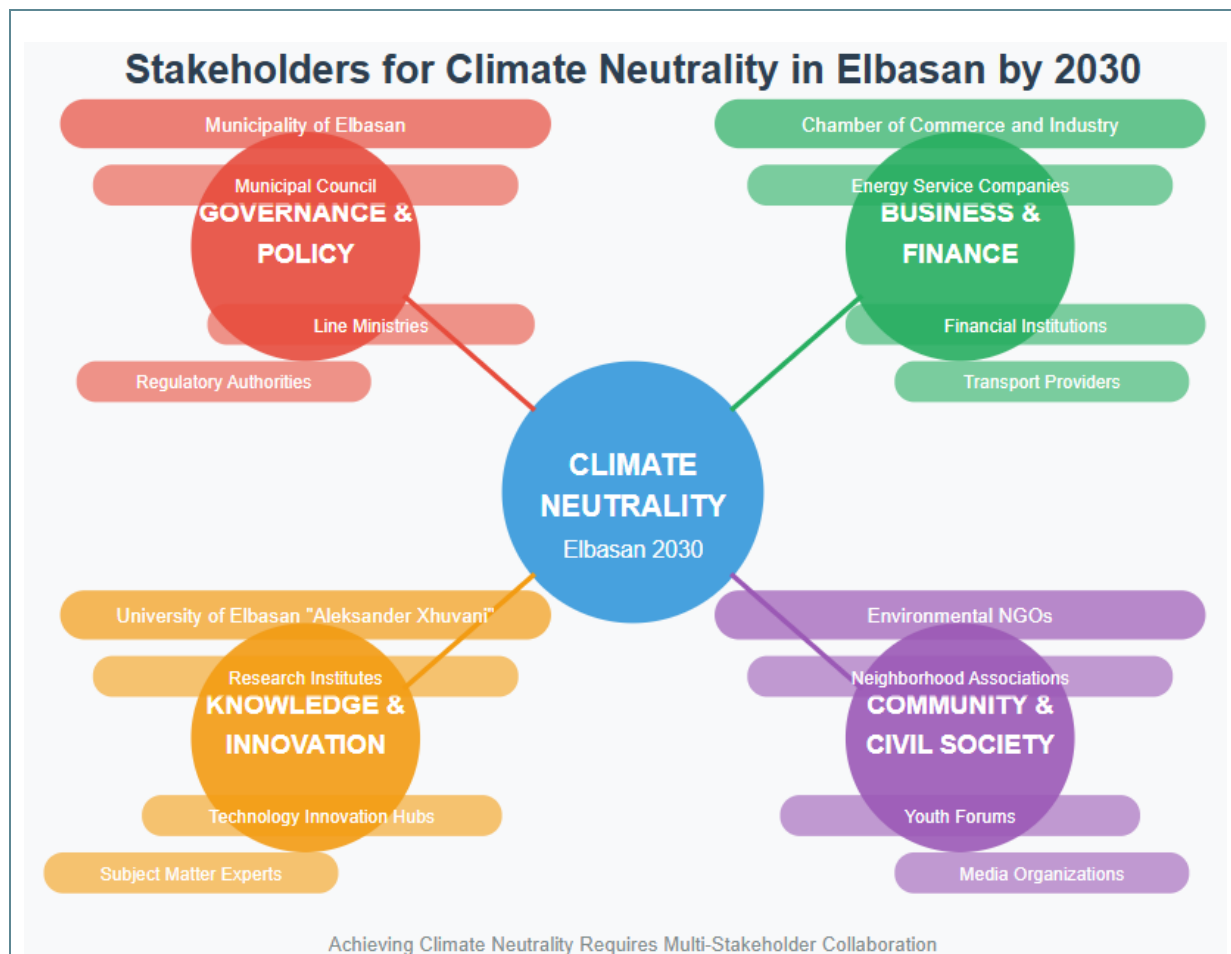 Stakeholders for Climate Neutrality in Elbasan by 2030
Municipality of Elbasan
Municipal Council
GOVERNANCE &
POLICY
Line Ministries
Regulatory Authorities
Chamber of Commerce and Industry
Energy Service Companies
BUSINESS &
FINANCE
Financial Institutions
Transport Providers
CLIMATE
NEUTRALITY
Elbasan 2030
University of Elbasan "Aleksander Xhuvani"
Research Institutes
KNOWLEDGE &
INNOVATION
Technology Innovation Hubs
Subject Matter Experts
Environmental NGOs
Neighborhood Associations
COMMUNITY &
CIVIL SOCIETY
Youth Forums
Media Organizations
Achieving Climate Neutrality Requires Multi-Stakeholder Collaboration